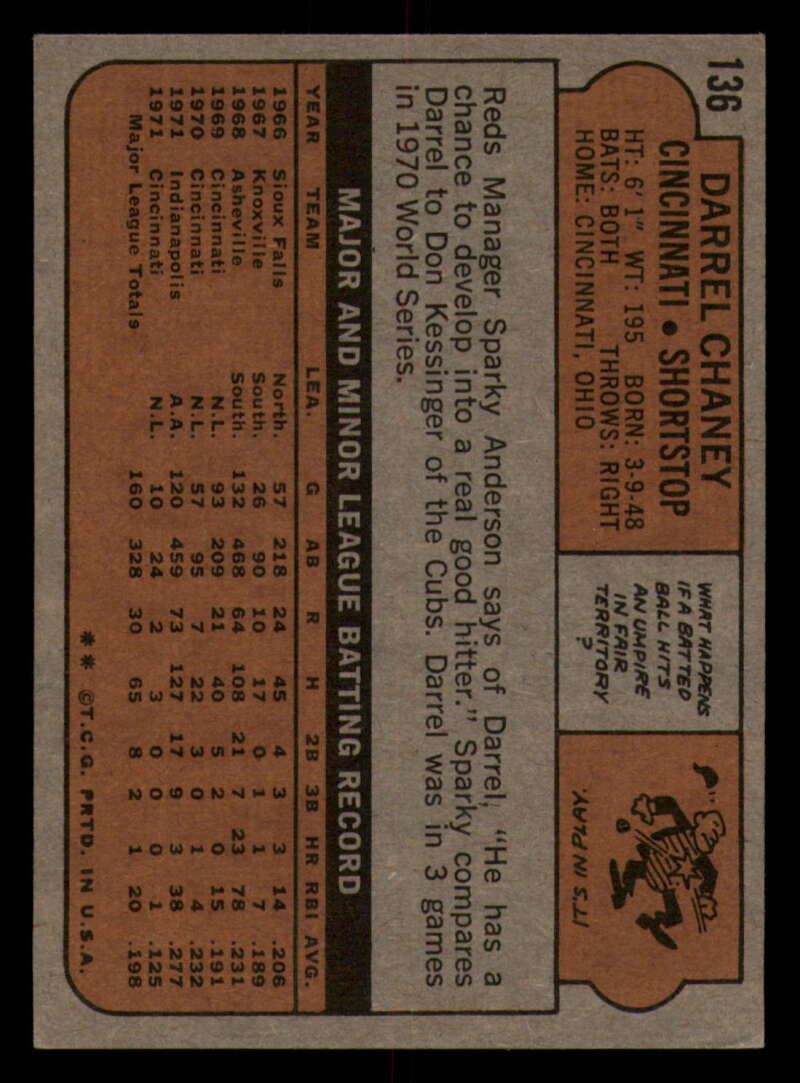 136
DARREL CHANEY
CINCINNATI • SHORTSTOP
HT: 6' 1" WT: 195 BORN: 3-9-48
BATS: BOTH THROWS: RIGHT
HOME: CINCINNATI, OHIO
WHAT HAPPENS
IF A BATTED
BALL HITS
AN UMPIRE
IN FAIR
TERRITORY
?
IT'S IN PLAY.
Reds Manager Sparky Anderson says of Darrel, "He has a
chance to develop into a real good hitter." Sparky compares
Darrel to Don Kessinger of the Cubs. Darrel was in 3 games
in 1970 World Series.
MAJOR AND MINOR LEAGUE BATTING RECORD
YEAR TEAM LEA. G AB R H 2B 3B HR RBI AVG.
1966 Sioux Falls North. 57 218 24 45 4 3 3 14 .206
1967 Knoxville South. 26 90 10 17 0 1 1 7 .189
1968 Asheville South. 132 468 64 108 21 7 23 78 .231
1969 Cincinnati N.L. 93 209 21 40 5 2 0 15 .191
1970 Cincinnati N.L. 57 95 7 22 3 0 1 4 .232
1971 Indianapolis A.A. 120 459 73 127 17 9 3 38 .277
1971 Cincinnati N.L. 10 24 2 3 0 0 0 1 .125
Major League Totals 160 328 30 65 8 2 1 20 .198
** ©T.C.G. PRTD. IN U.S.A.